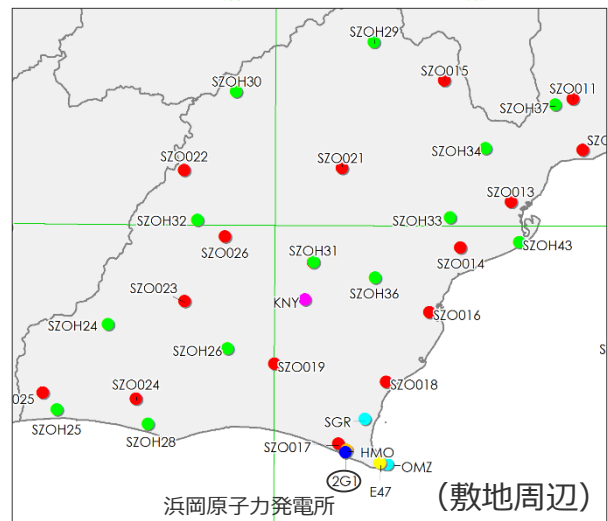 SZOH29
SZO015
SZOH30
SZO011
SZOH37
SZOH34
SZO022
SZO021
SZO013
SZOH32
SZOH33
SZO026
SZOH43
SZOH31
SZO014
SZOH36
SZO023
KNY
SZO016
SZOH24
SZOH26
SZO019
SZO018
SZO024
025
SZOH25
SZOH28
SGR
SZO017
HMO
OMZ
2G1
E47
浜岡原子力発電所
(敷地周辺)